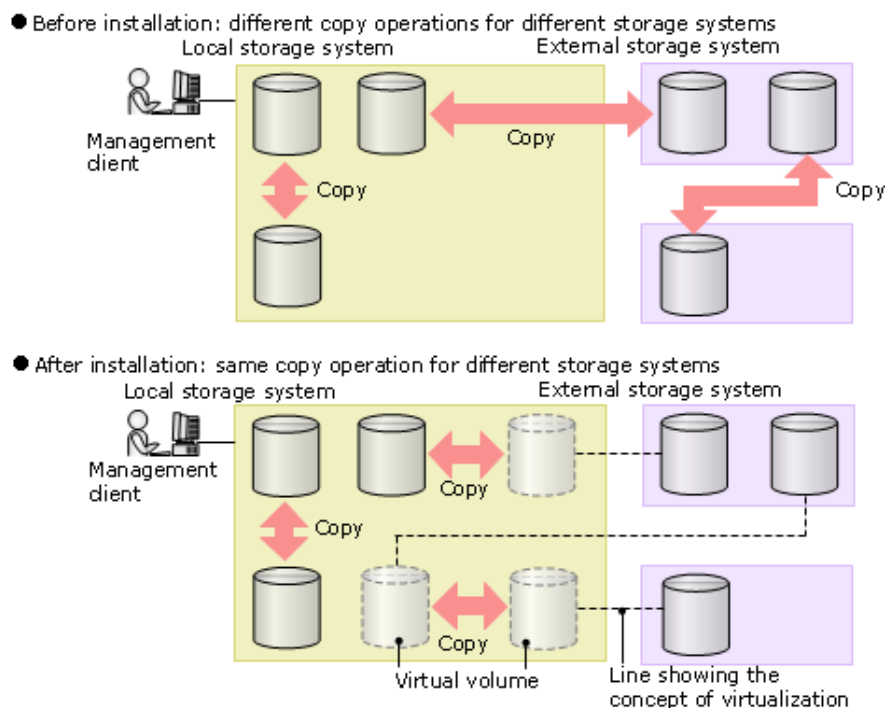 ● Before installation: different copy operations for different storage systems
Local storage system
External storage system
Management
client
Copy
Copy
Copy
● After installation: same copy operation for different storage systems
Local storage system
External storage system
Management
client
Copy
Copy
Copy
Virtual volume
Line showing the
concept of virtualization